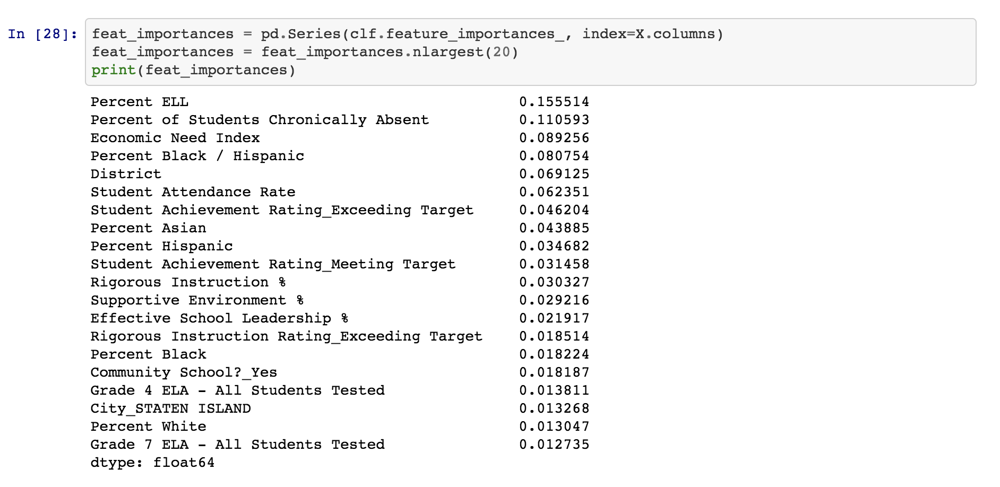 In [28]: feat_importances = pd.Series(clf.feature_importances_, index=X.columns)
feat_importances = feat_importances.nlargest(20)
print(feat_importances)
Percent ELL 0.155514
Percent of Students Chronically Absent 0.110593
Economic Need Index 0.089256
Percent Black / Hispanic 0.080754
District 0.069125
Student Attendance Rate 0.062351
Student Achievement Rating_Exceeding Target 0.046204
Percent Asian 0.043885
Percent Hispanic 0.034682
Student Achievement Rating_Meeting Target 0.031458
Rigorous Instruction % 0.030327
Supportive Environment % 0.029216
Effective School Leadership % 0.021917
Rigorous Instruction Rating_Exceeding Target 0.018514
Percent Black 0.018224
Community School?_Yes 0.018187
Grade 4 ELA - All Students Tested 0.013811
City_STATEN ISLAND 0.013268
Percent White 0.013047
Grade 7 ELA - All Students Tested 0.012735
dtype: float64